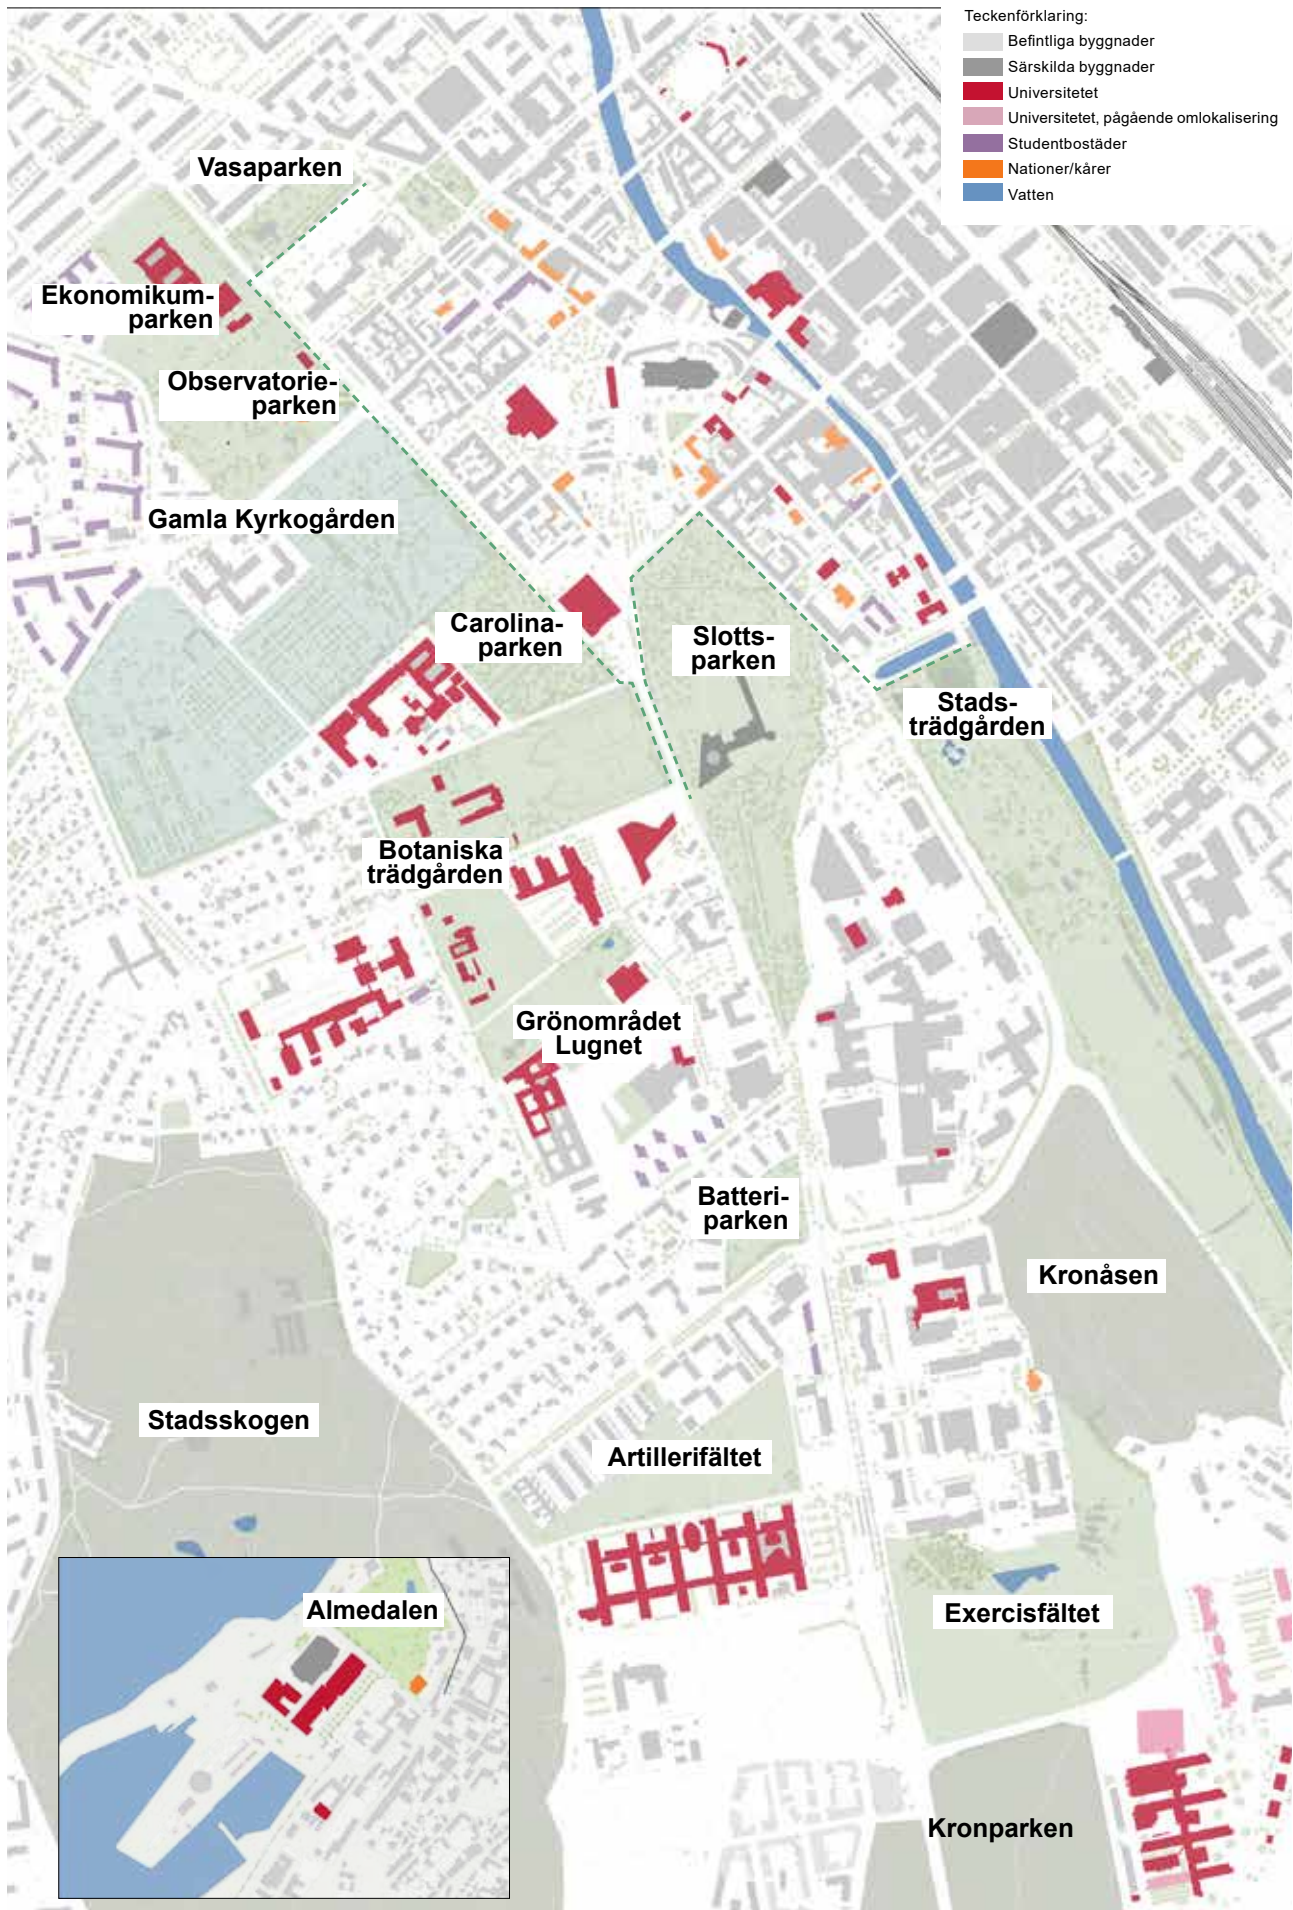 Teckenförklaring:
Befintliga byggnader
Särskilda byggnader
Universitetet
Universitetet, pågående omlokalisering
Studentbostäder
Nationer/kårer
Vatten
Vasaparken
Ekonomikum-
parken
Observatorie-
parken
Gamla Kyrkogården
Carolina-
parken
Slotts-
parken
Stads-
trädgården
Botaniska
trädgården
Grönområdet
Lugnet
Batteri-
parken
Kronåsen
Stadsskogen
Artillerifältet
Exercisfältet
Almedalen
Kronparken